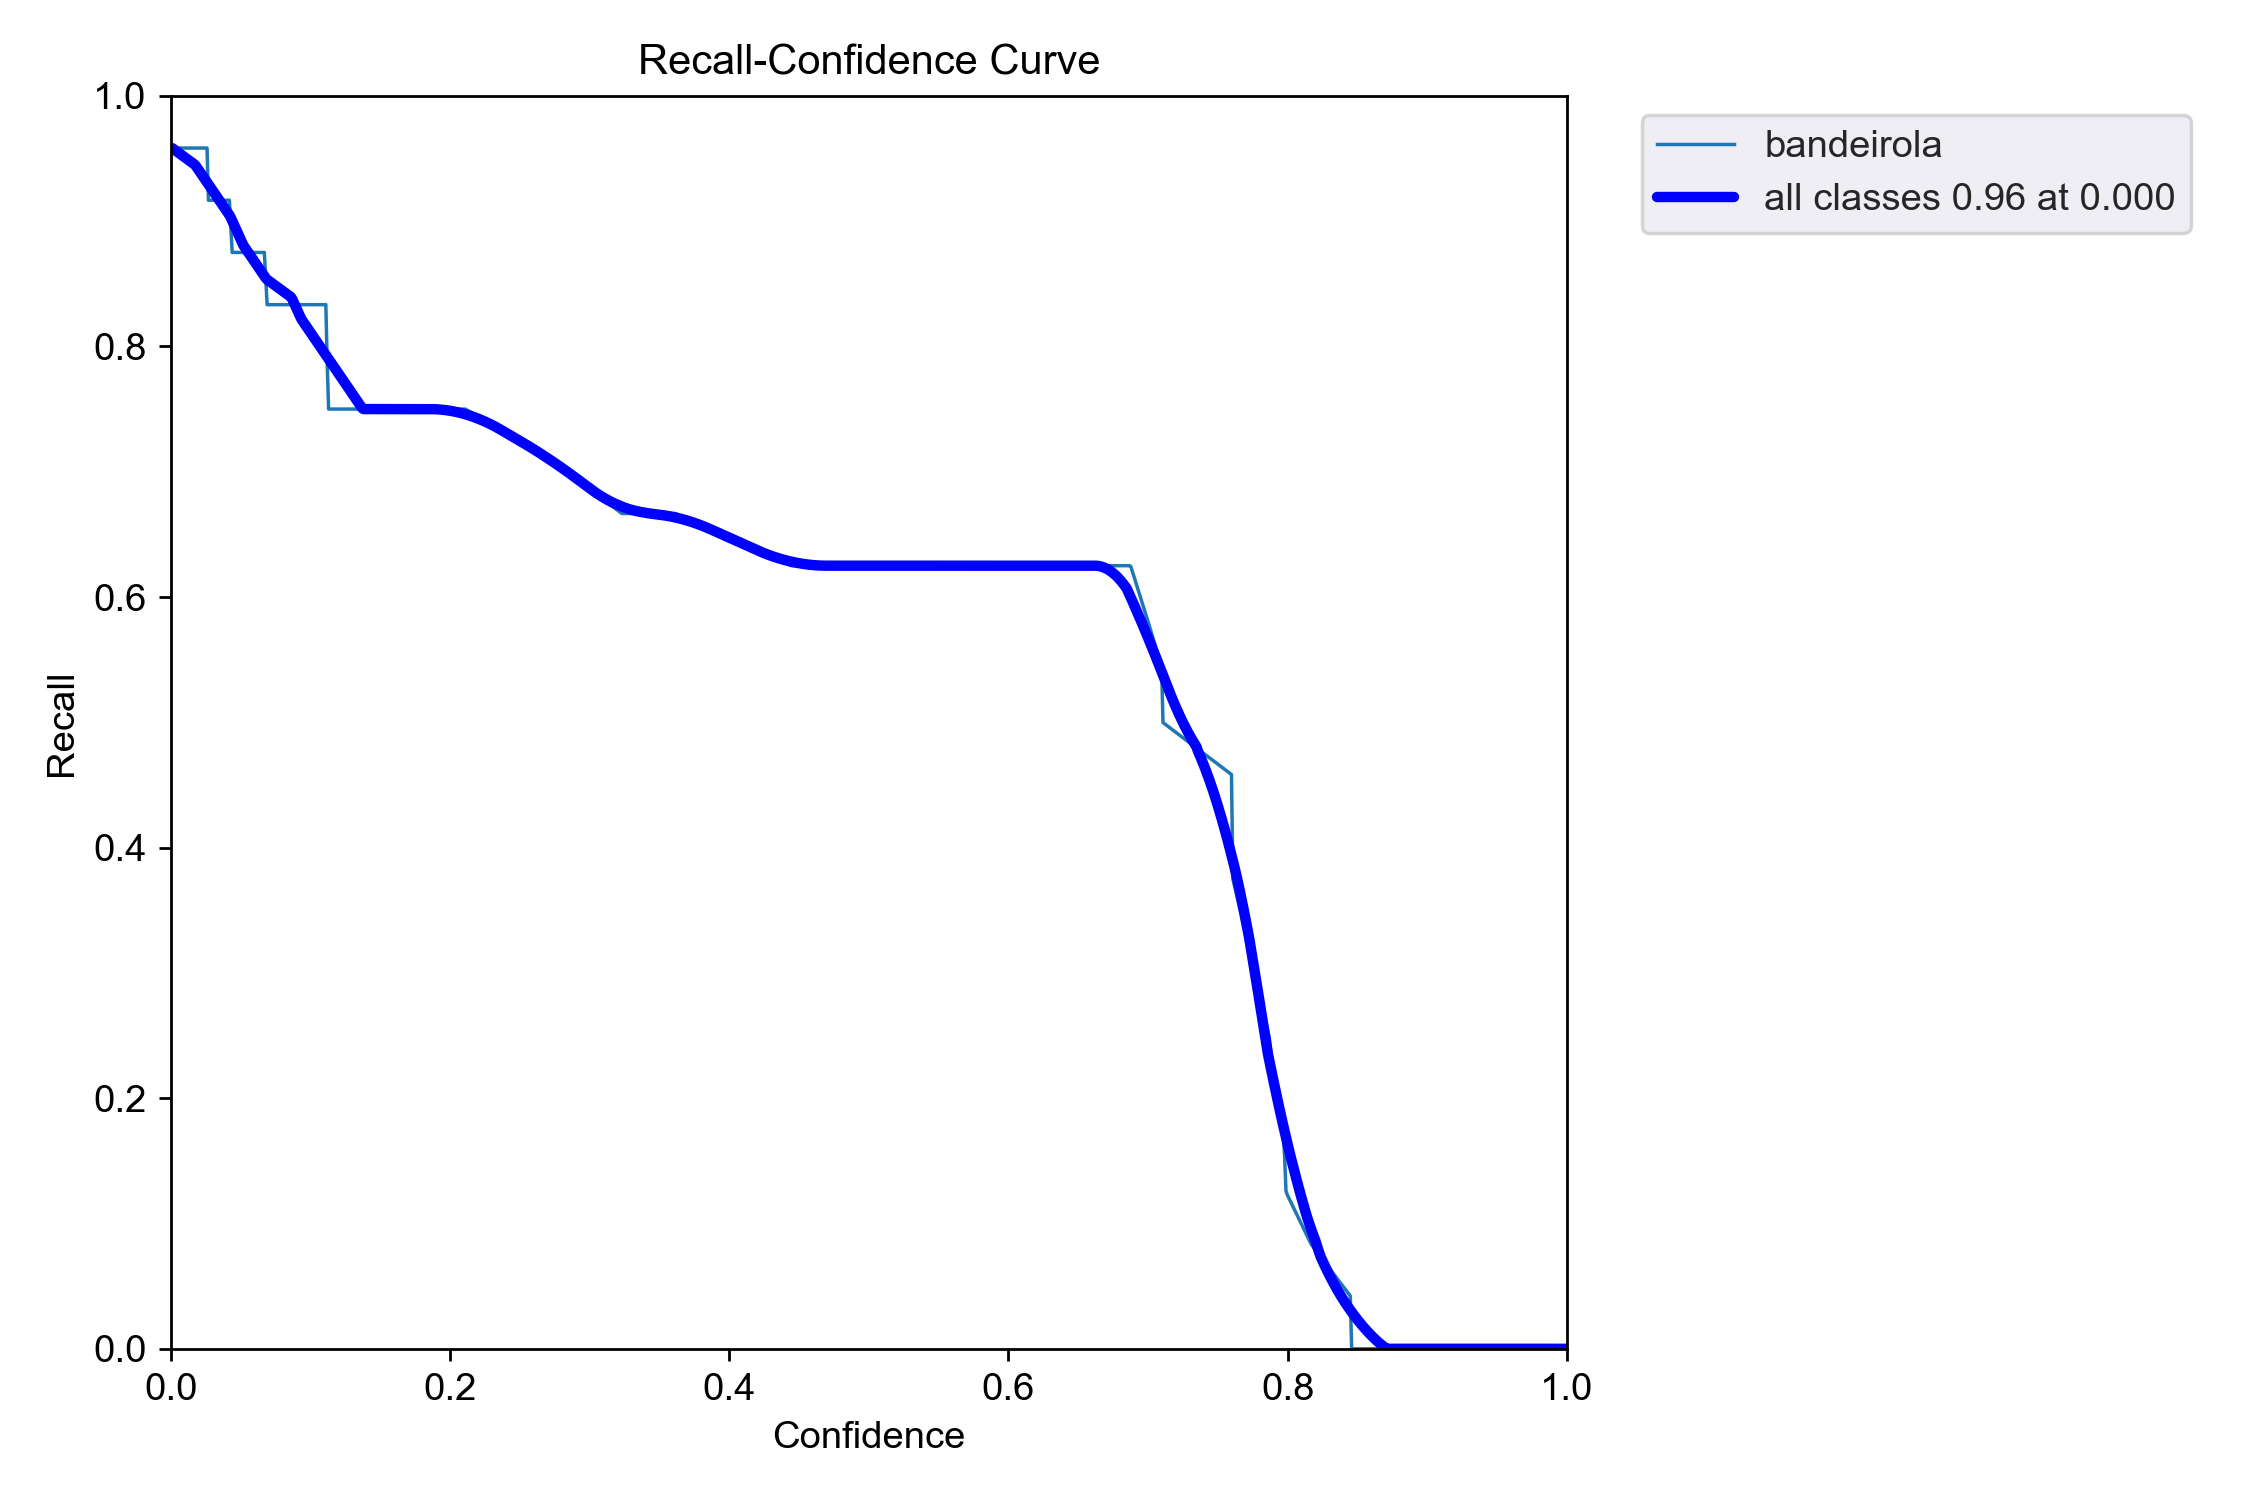 Recall-Confidence Curve
1.0
0.8
0.6
0.4
0.2
0.0
Recall
0.0 0.2 0.4 0.6 0.8 1.0
Confidence
bandeirola
all classes 0.96 at 0.000